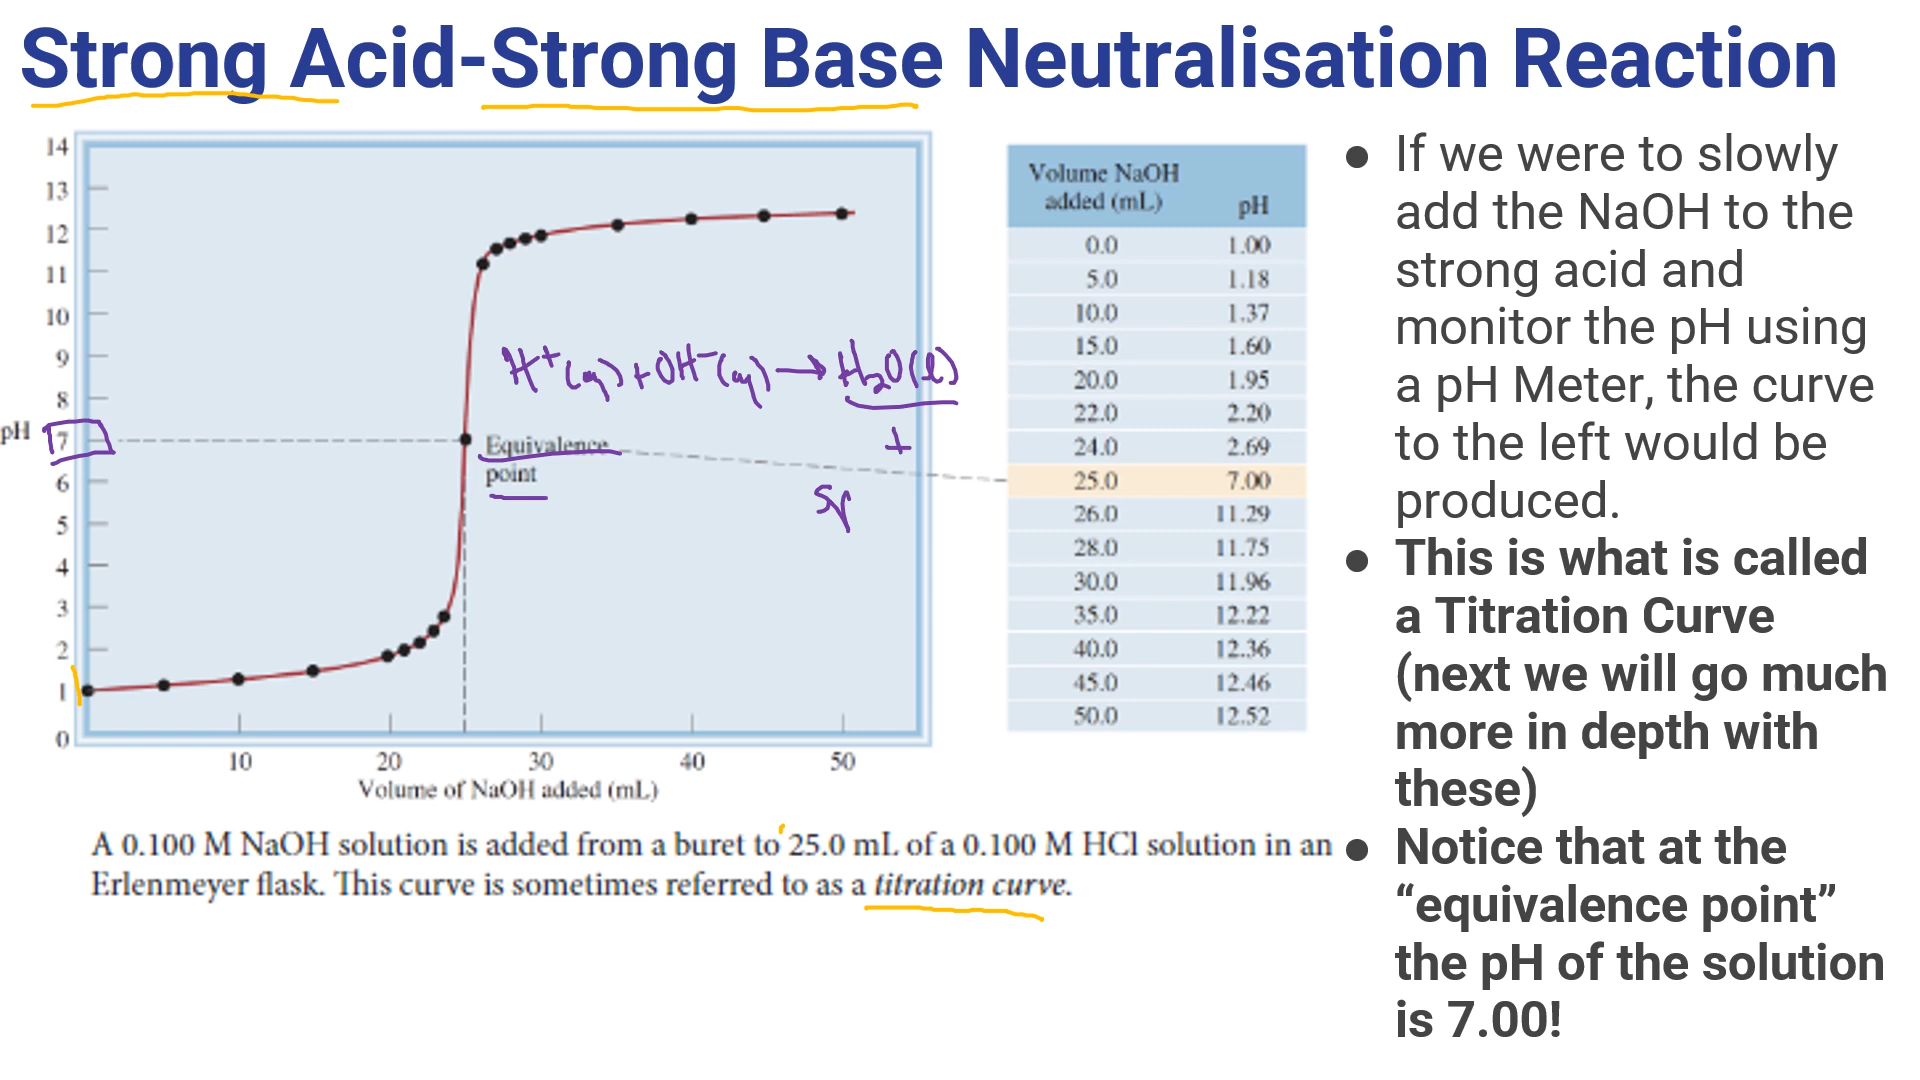 Strong Acid-Strong Base Neutralisation Reaction
14
13
12
11
10
9
8
pH 7
6
5
4
3
2
1
0
10 20 30 40 50
Volume of NaOH added (mL)
H⁺(aq) + OH⁻(aq) → H₂O(l)
+
Equivalence
point
Volume NaOH
added (mL) pH
0.0 1.00
5.0 1.18
10.0 1.37
15.0 1.60
20.0 1.95
22.0 2.20
24.0 2.69
25.0 7.00
26.0 11.29
28.0 11.75
30.0 11.96
35.0 12.22
40.0 12.36
45.0 12.46
50.0 12.52
A 0.100 M NaOH solution is added from a buret to 25.0 mL of a 0.100 M HCl solution in an
Erlenmeyer flask. This curve is sometimes referred to as a titration curve.
● If we were to slowly
add the NaOH to the
strong acid and
monitor the pH using
a pH Meter, the curve
to the left would be
produced.
● This is what is called
a Titration Curve
(next we will go much
more in depth with
these)
● Notice that at the
“equivalence point”
the pH of the solution
is 7.00!